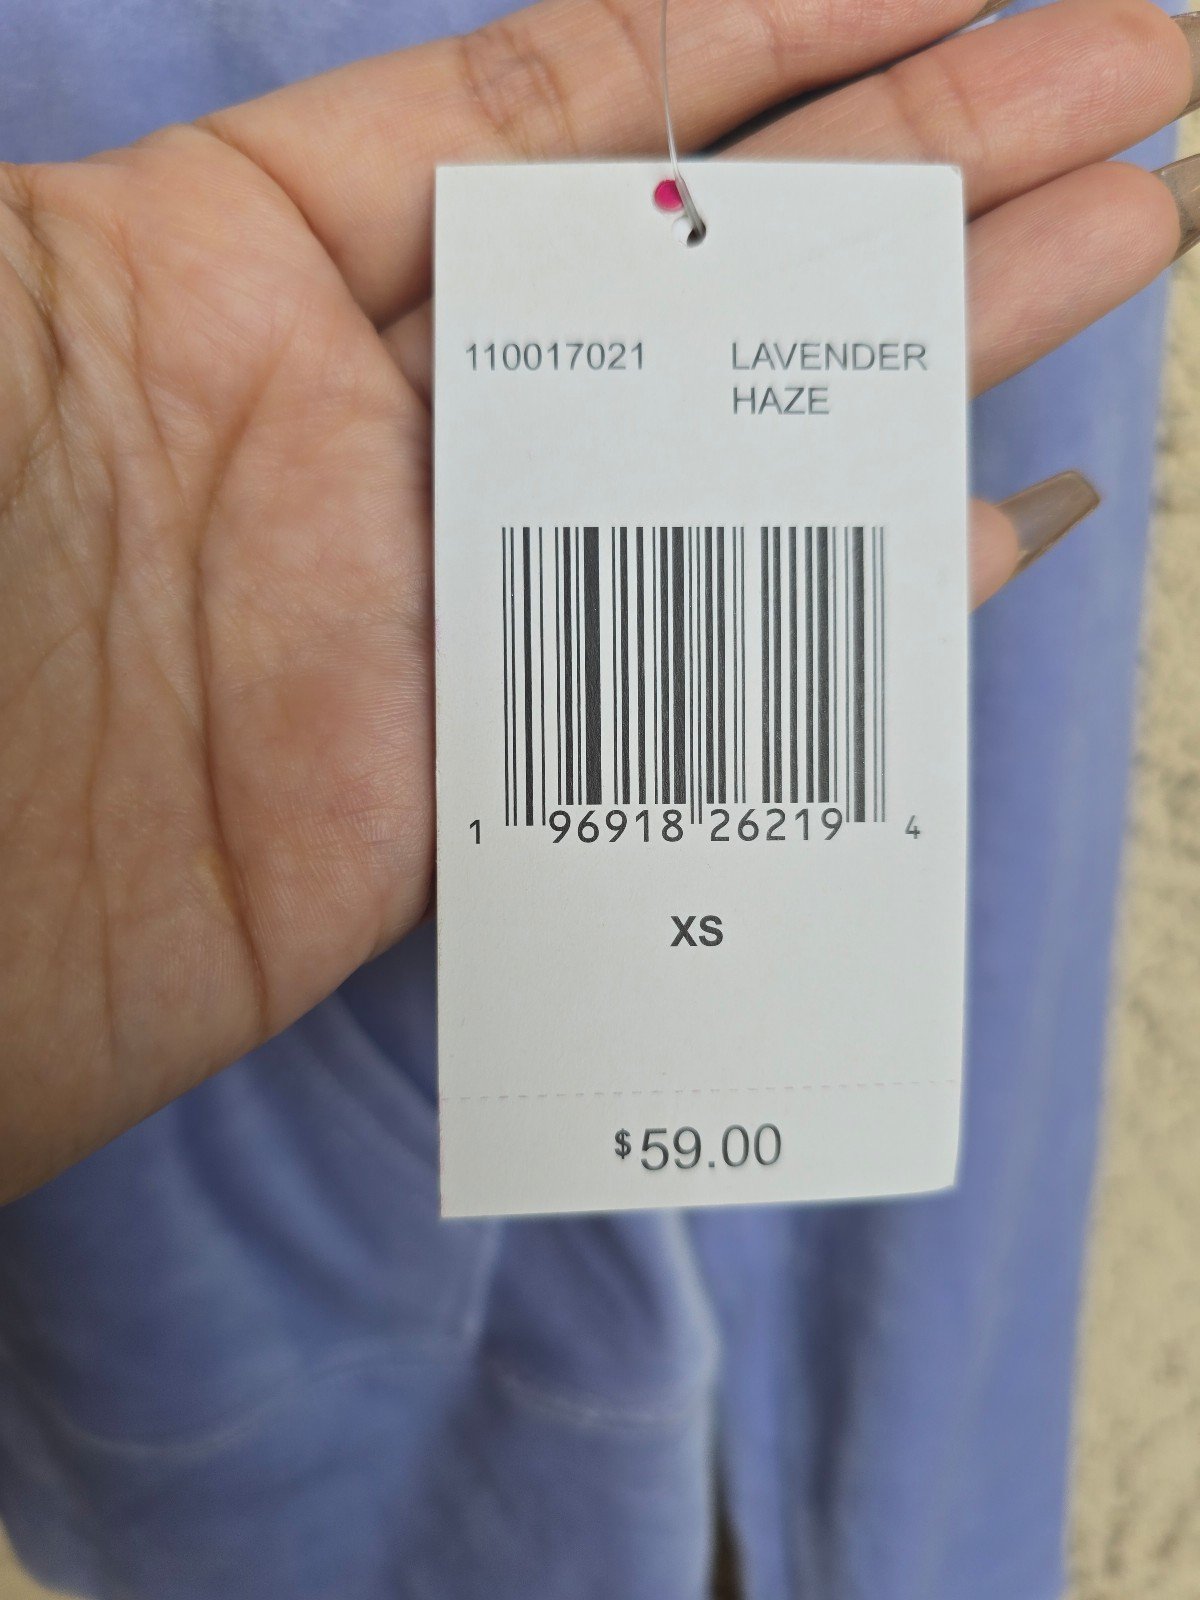 110017021 LAVENDER
HAZE
1 96918 26219 4
XS
$59.00